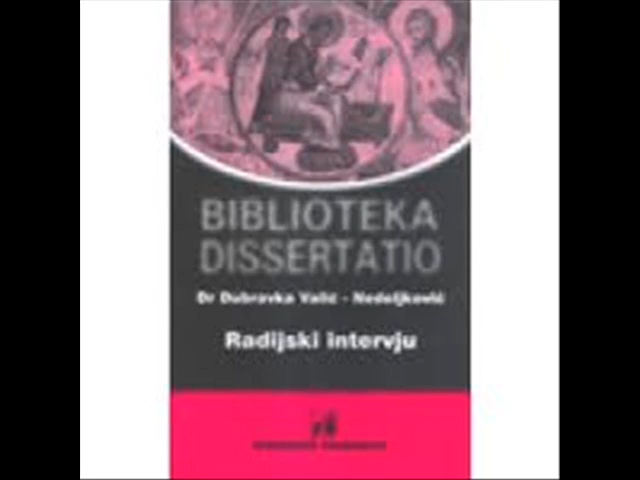 BIBLIOTEKA
DISSERTATIO
Dr Dubravka Valić - Nedeljković
Radijski intervju